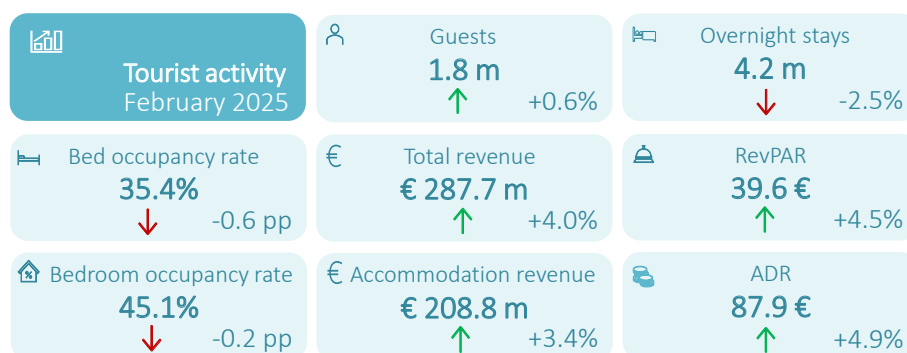 Tourist activity
February 2025
Guests
1.8 m
+0.6%
Overnight stays
4.2 m
-2.5%
Bed occupancy rate
35.4%
-0.6 pp
€ Total revenue
€ 287.7 m
+4.0%
RevPAR
39.6 €
+4.5%
% Bedroom occupancy rate
45.1%
-0.2 pp
€ Accommodation revenue
€ 208.8 m
+3.4%
ADR
87.9 €
+4.9%